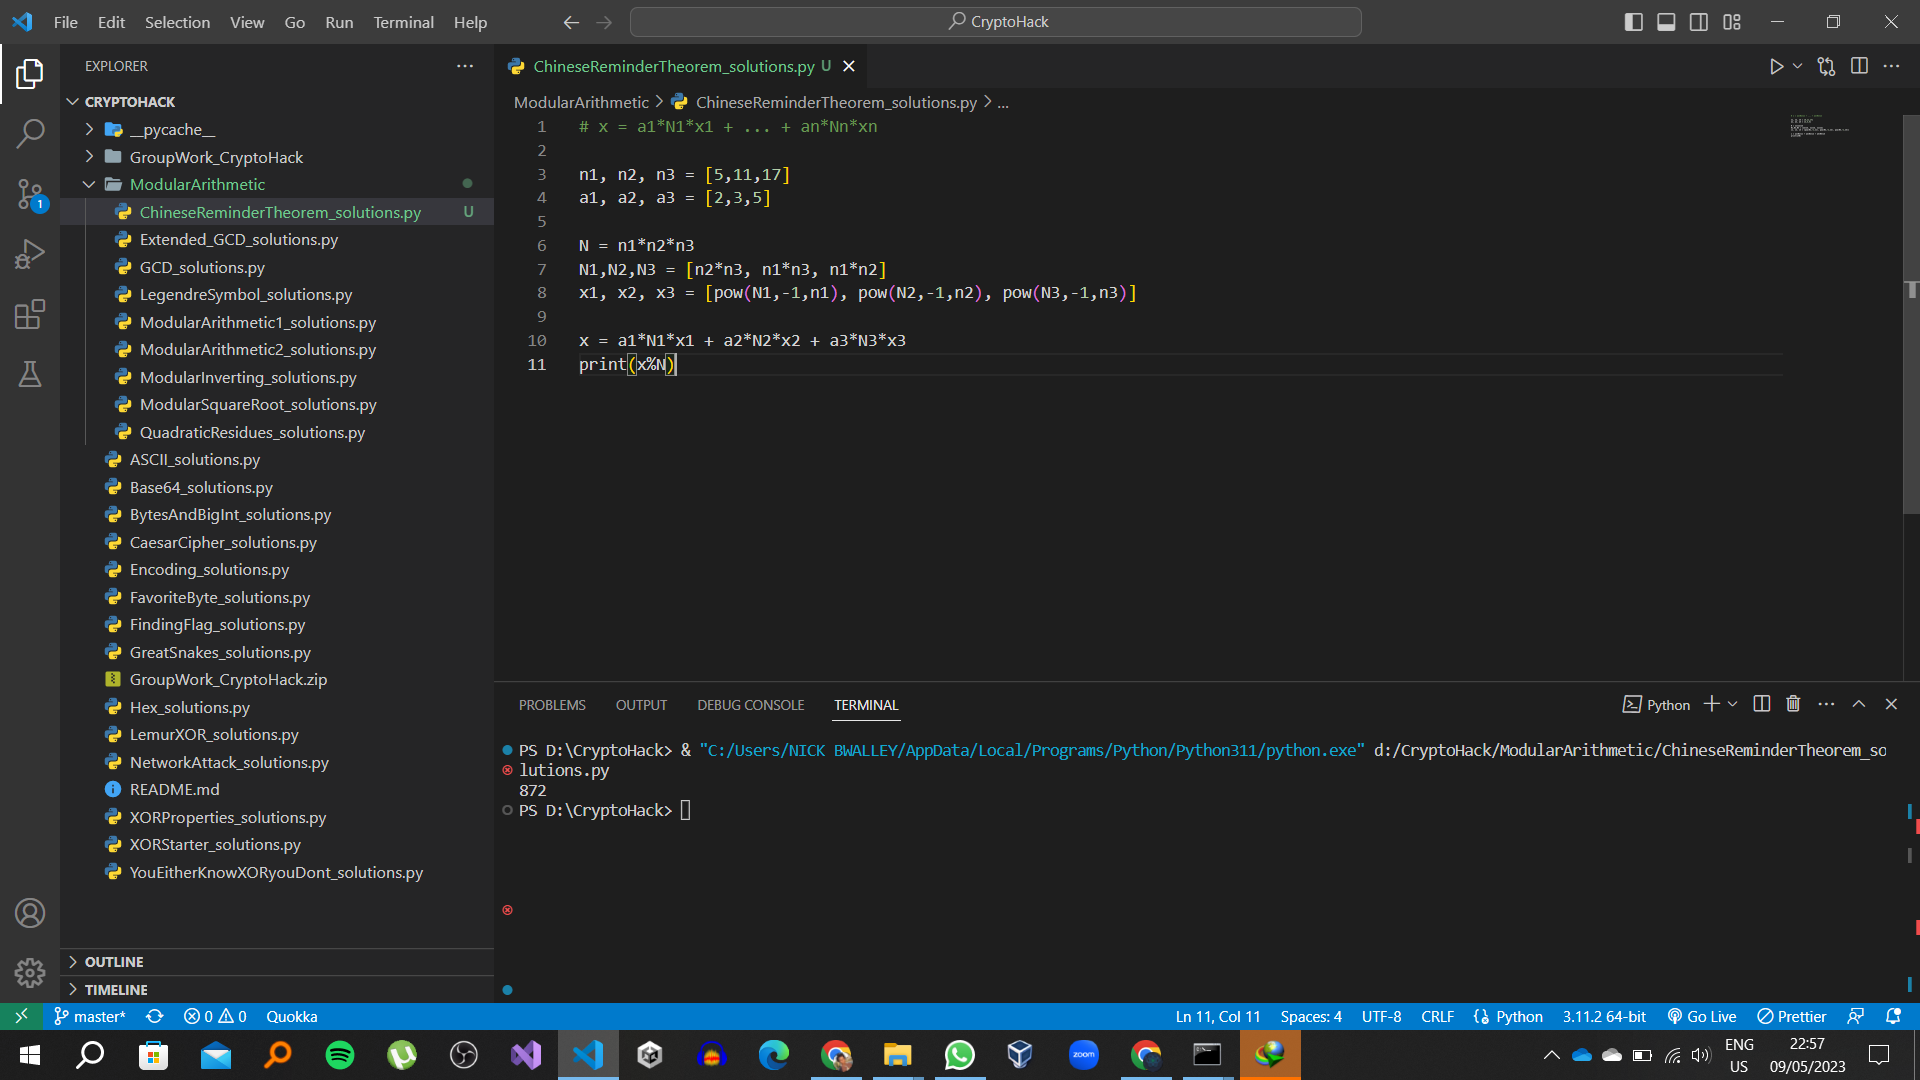 File Edit Selection View Go Run Terminal Help
CryptoHack
EXPLORER
CRYPTOHACK
__pycache__
GroupWork_CryptoHack
ModularArithmetic
ChineseReminderTheorem_solutions.py U
Extended_GCD_solutions.py
GCD_solutions.py
LegendreSymbol_solutions.py
ModularArithmetic1_solutions.py
ModularArithmetic2_solutions.py
ModularInverting_solutions.py
ModularSquareRoot_solutions.py
QuadraticResidues_solutions.py
ASCII_solutions.py
Base64_solutions.py
BytesAndBigInt_solutions.py
CaesarCipher_solutions.py
Encoding_solutions.py
FavoriteByte_solutions.py
FindingFlag_solutions.py
GreatSnakes_solutions.py
GroupWork_CryptoHack.zip
Hex_solutions.py
LemurXOR_solutions.py
NetworkAttack_solutions.py
README.md
XORProperties_solutions.py
XORStarter_solutions.py
YouEitherKnowXORyouDont_solutions.py
OUTLINE
TIMELINE
1
ChineseReminderTheorem_solutions.py U
ModularArithmetic > ChineseReminderTheorem_solutions.py > ...
1 # x = a1*N1*x1 + ... + an*Nn*xn
2
3 n1, n2, n3 = [5,11,17]
4 a1, a2, a3 = [2,3,5]
5
6 N = n1*n2*n3
7 N1,N2,N3 = [n2*n3, n1*n3, n1*n2]
8 x1, x2, x3 = [pow(N1,-1,n1), pow(N2,-1,n2), pow(N3,-1,n3)]
9
10 x = a1*N1*x1 + a2*N2*x2 + a3*N3*x3
11 print(x%N)
PROBLEMS OUTPUT DEBUG CONSOLE TERMINAL
Python
PS D:\CryptoHack> & "C:/Users/NICK BWALLEY/AppData/Local/Programs/Python/Python311/python.exe" d:/CryptoHack/ModularArithmetic/ChineseReminderTheorem_so
lutions.py
872
PS D:\CryptoHack>
master* 0 0 Quokka
Ln 11, Col 11 Spaces: 4 UTF-8 CRLF Python 3.11.2 64-bit Go Live Prettier
zoom
ENG
US
22:57
09/05/2023